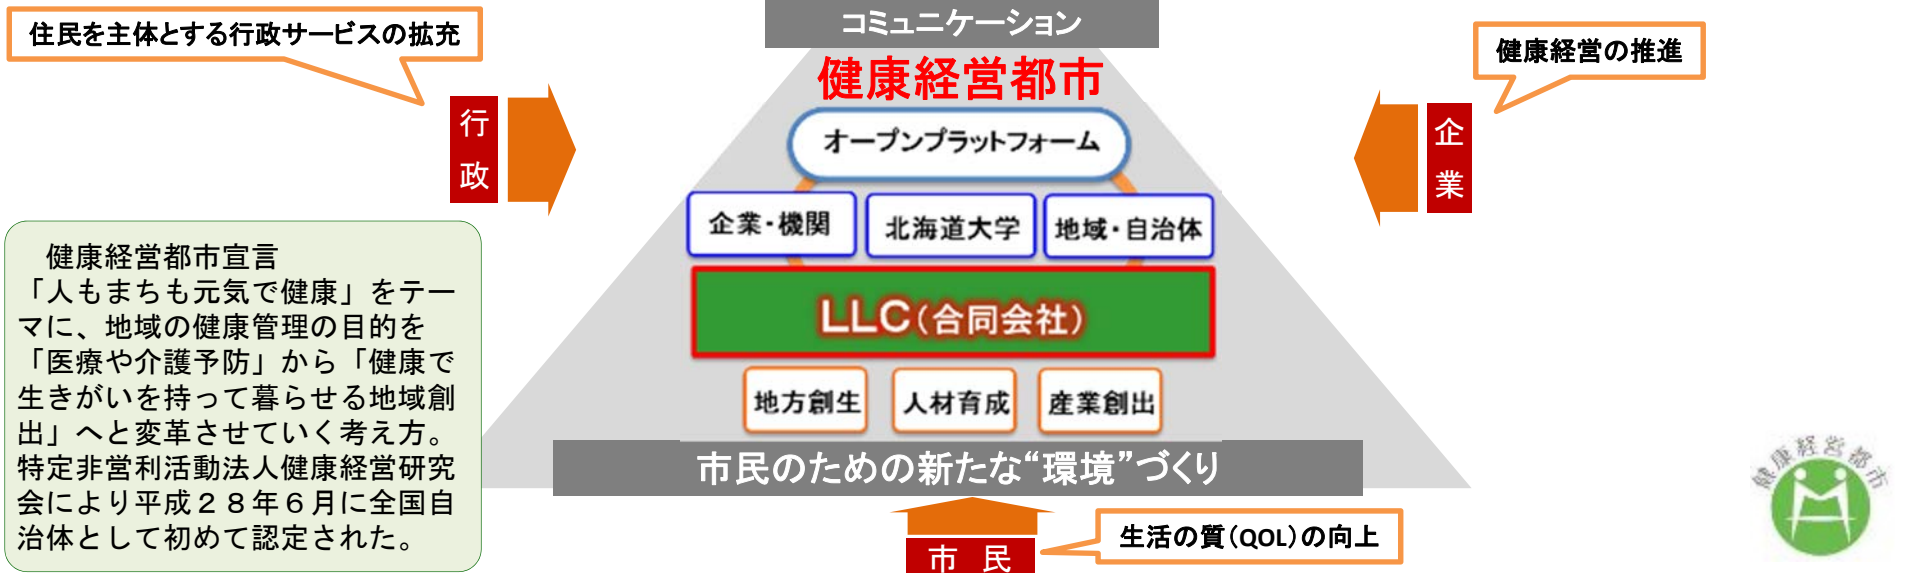 住民を主体とする行政サービスの拡充
コミュニケーション
健康経営の推進
健康経営都市
行政
企業
オープンプラットフォーム
企業・機関
北海道大学
地域・自治体
LLC(合同会社)
地方創生
人材育成
産業創出
市民のための新たな“環境”づくり
市民
生活の質(QOL)の向上
健康経営都市宣言
「人もまちも元気で健康」をテー
マに、地域の健康管理の目的を
「医療や介護予防」から「健康で
生きがいを持って暮らせる地域創
出」へと変革させていく考え方。
特定非営利活動法人健康経営研究
会により平成２８年６月に全国自
治体として初めて認定された。
健康経営都市